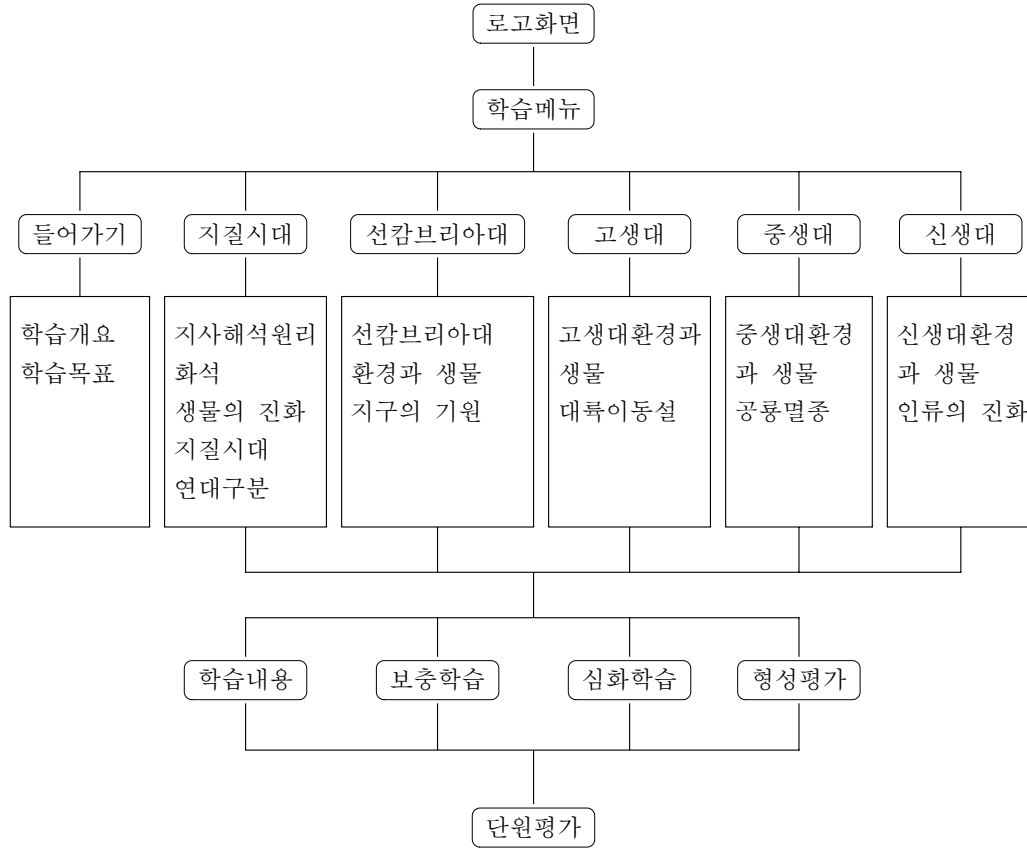 로고화면
학습메뉴
들어가기
지질시대
선캄브리아대
고생대
중생대
신생대
학습개요
학습목표
지사해석원리
화석
생물의 진화
지질시대
연대구분
선캄브리아대
환경과 생물
지구의 기원
고생대환경과
생물
대륙이동설
중생대환경
과 생물
공룡멸종
신생대환경
과 생물
인류의 진화
학습내용
보충학습
심화학습
형성평가
단원평가